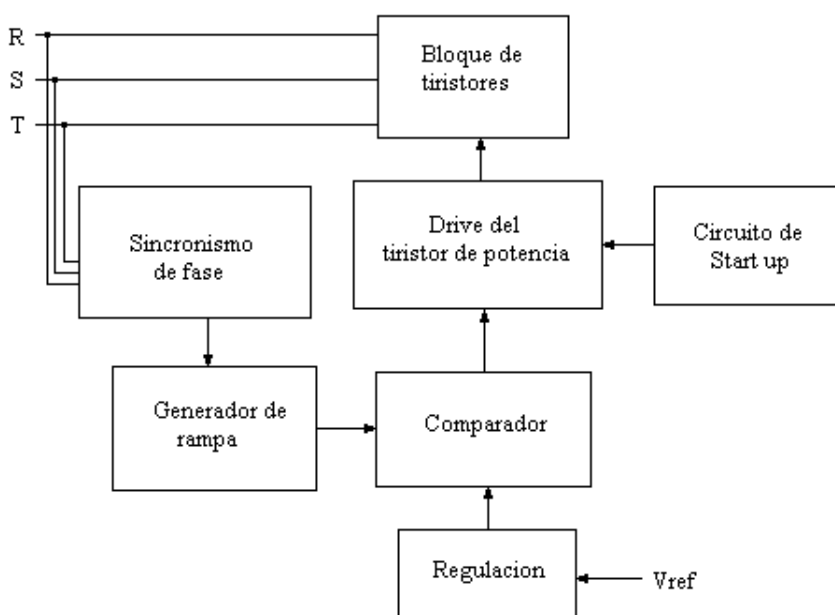 R
S
T
Bloque de
tiristores
Sincronismo
de fase
Drive del
tiristor de potencia
Circuito de
Start up
Generador de
rampa
Comparador
Regulacion
Vref